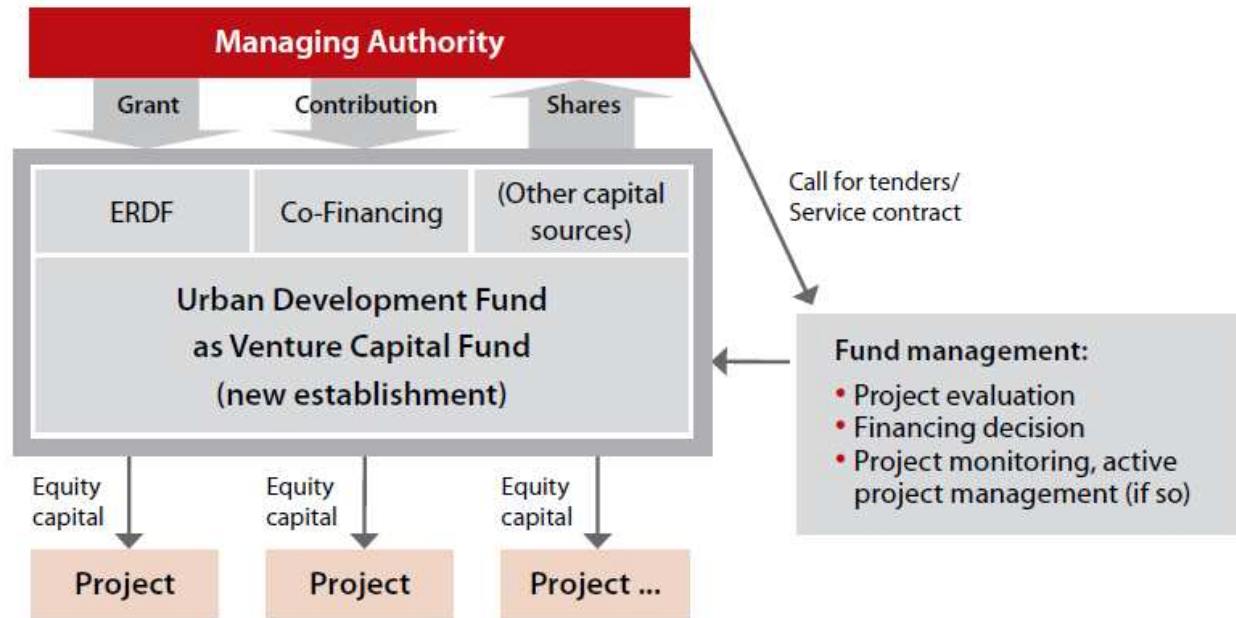 Managing Authority
Grant
Contribution
Shares
ERDF
Co-Financing
(Other capital
sources)
Urban Development Fund
as Venture Capital Fund
(new establishment)
Call for tenders/
Service contract
Fund management:
• Project evaluation
• Financing decision
• Project monitoring, active
project management (if so)
Equity
capital
Equity
capital
Equity
capital
Project
Project
Project ...